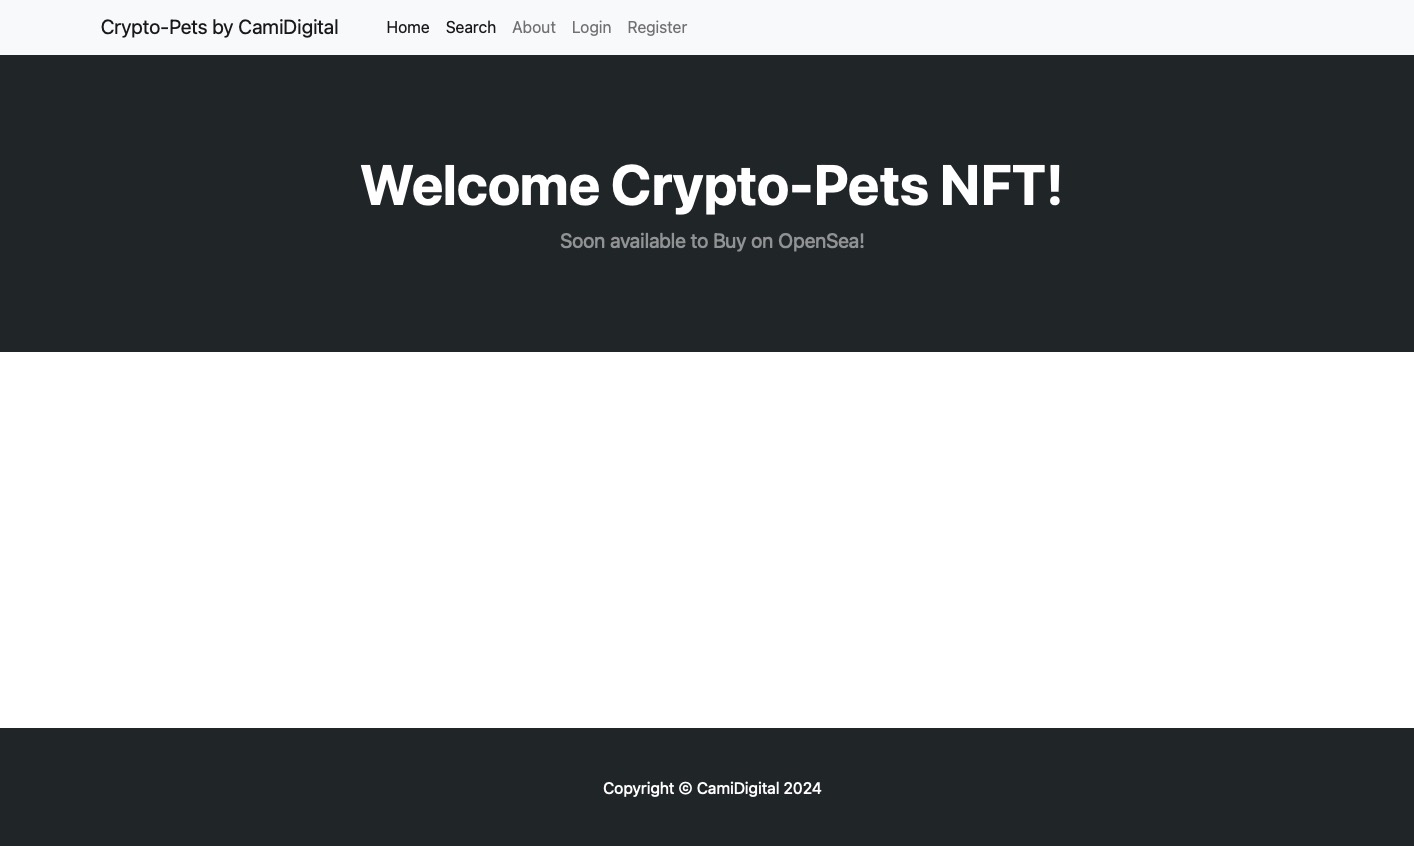 Crypto-Pets by CamiDigital Home Search About Login Register
Welcome Crypto-Pets NFT!
Soon available to Buy on OpenSea!
Copyright © CamiDigital 2024